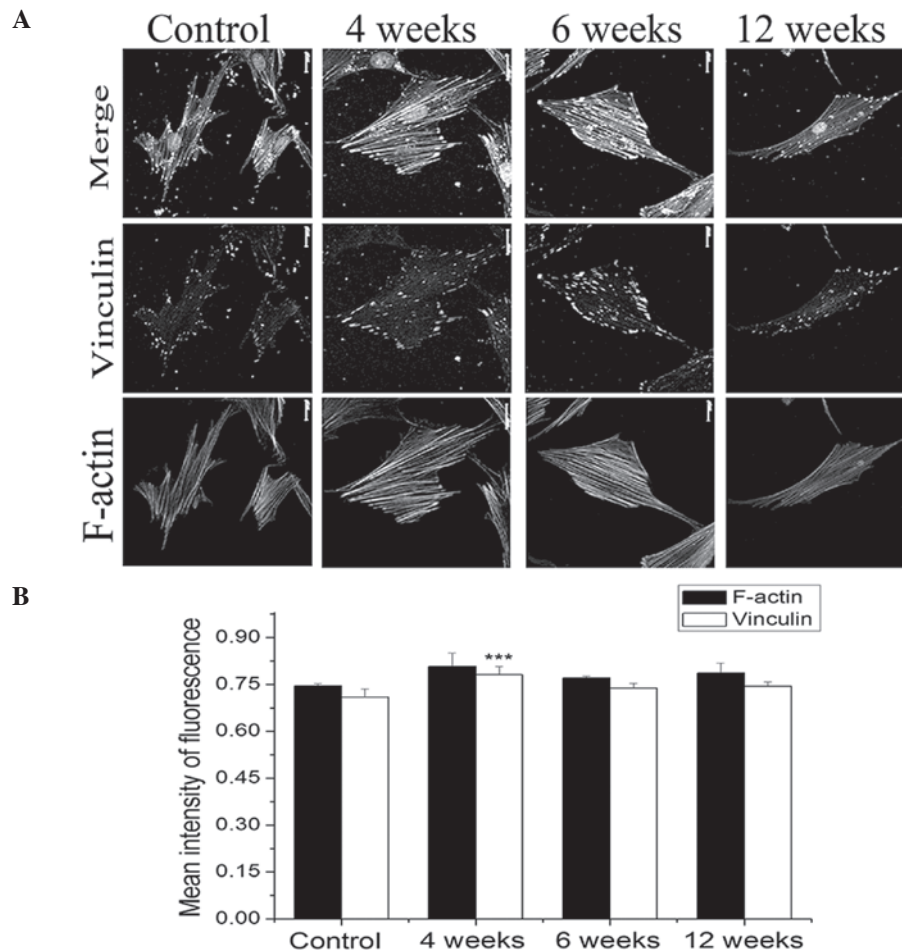 A
Control 4 weeks 6 weeks 12 weeks
Merge
Vinculin
F-actin
B
F-actin
Vinculin
Mean intensity of fluorescence
0.90
0.75
0.60
0.45
0.30
0.15
0.00
***
Control 4 weeks 6 weeks 12 weeks